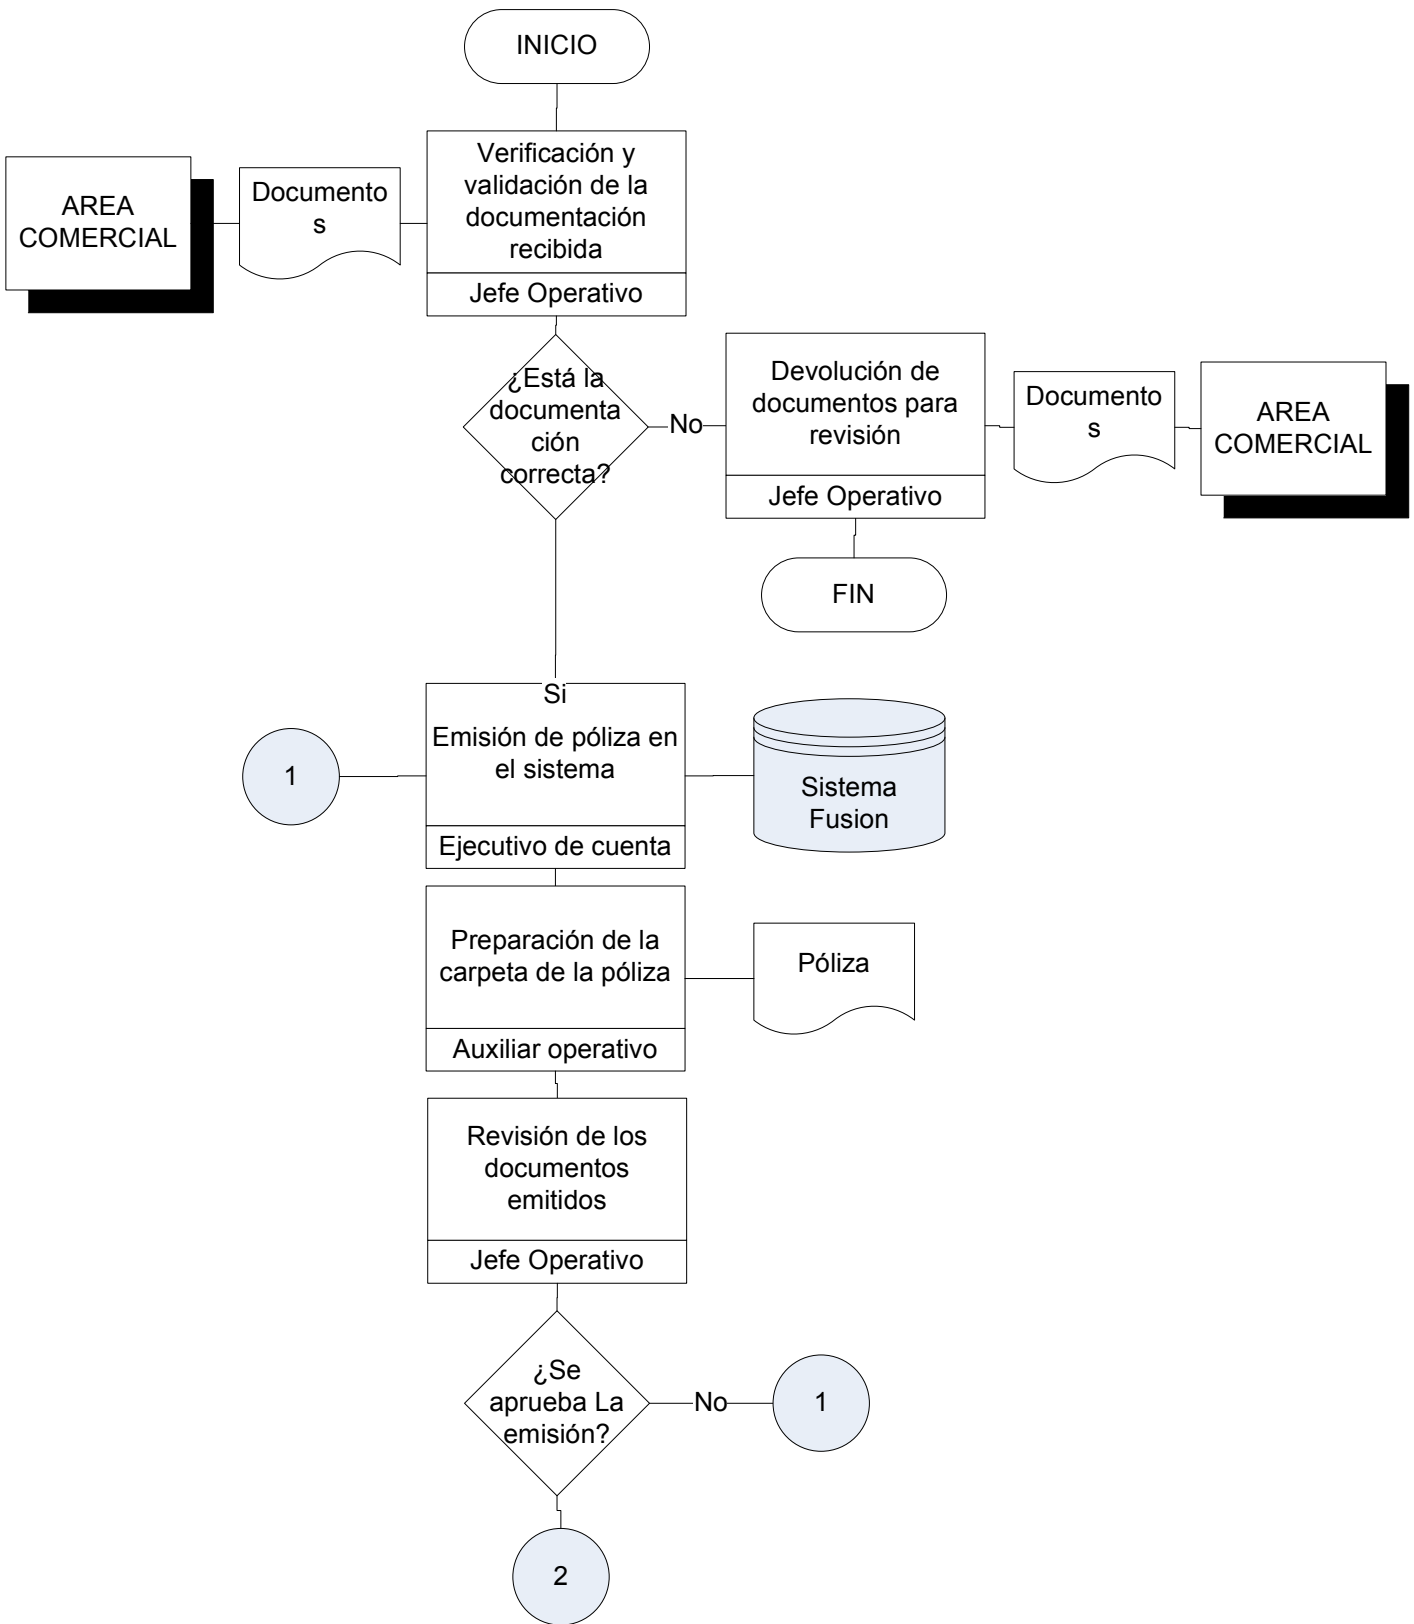 INICIO
Verificación y
validación de la
documentación
recibida
Jefe Operativo
AREA
COMERCIAL
Documento
s
¿Está la
documenta
ción
correcta?
No
Devolución de
documentos para
revisión
Jefe Operativo
Documento
s
AREA
COMERCIAL
FIN
Si
Emisión de póliza en
el sistema
Ejecutivo de cuenta
1
Sistema
Fusion
Preparación de la
carpeta de la póliza
Auxiliar operativo
Póliza
Revisión de los
documentos
emitidos
Jefe Operativo
¿Se
aprueba La
emisión?
No
1
2